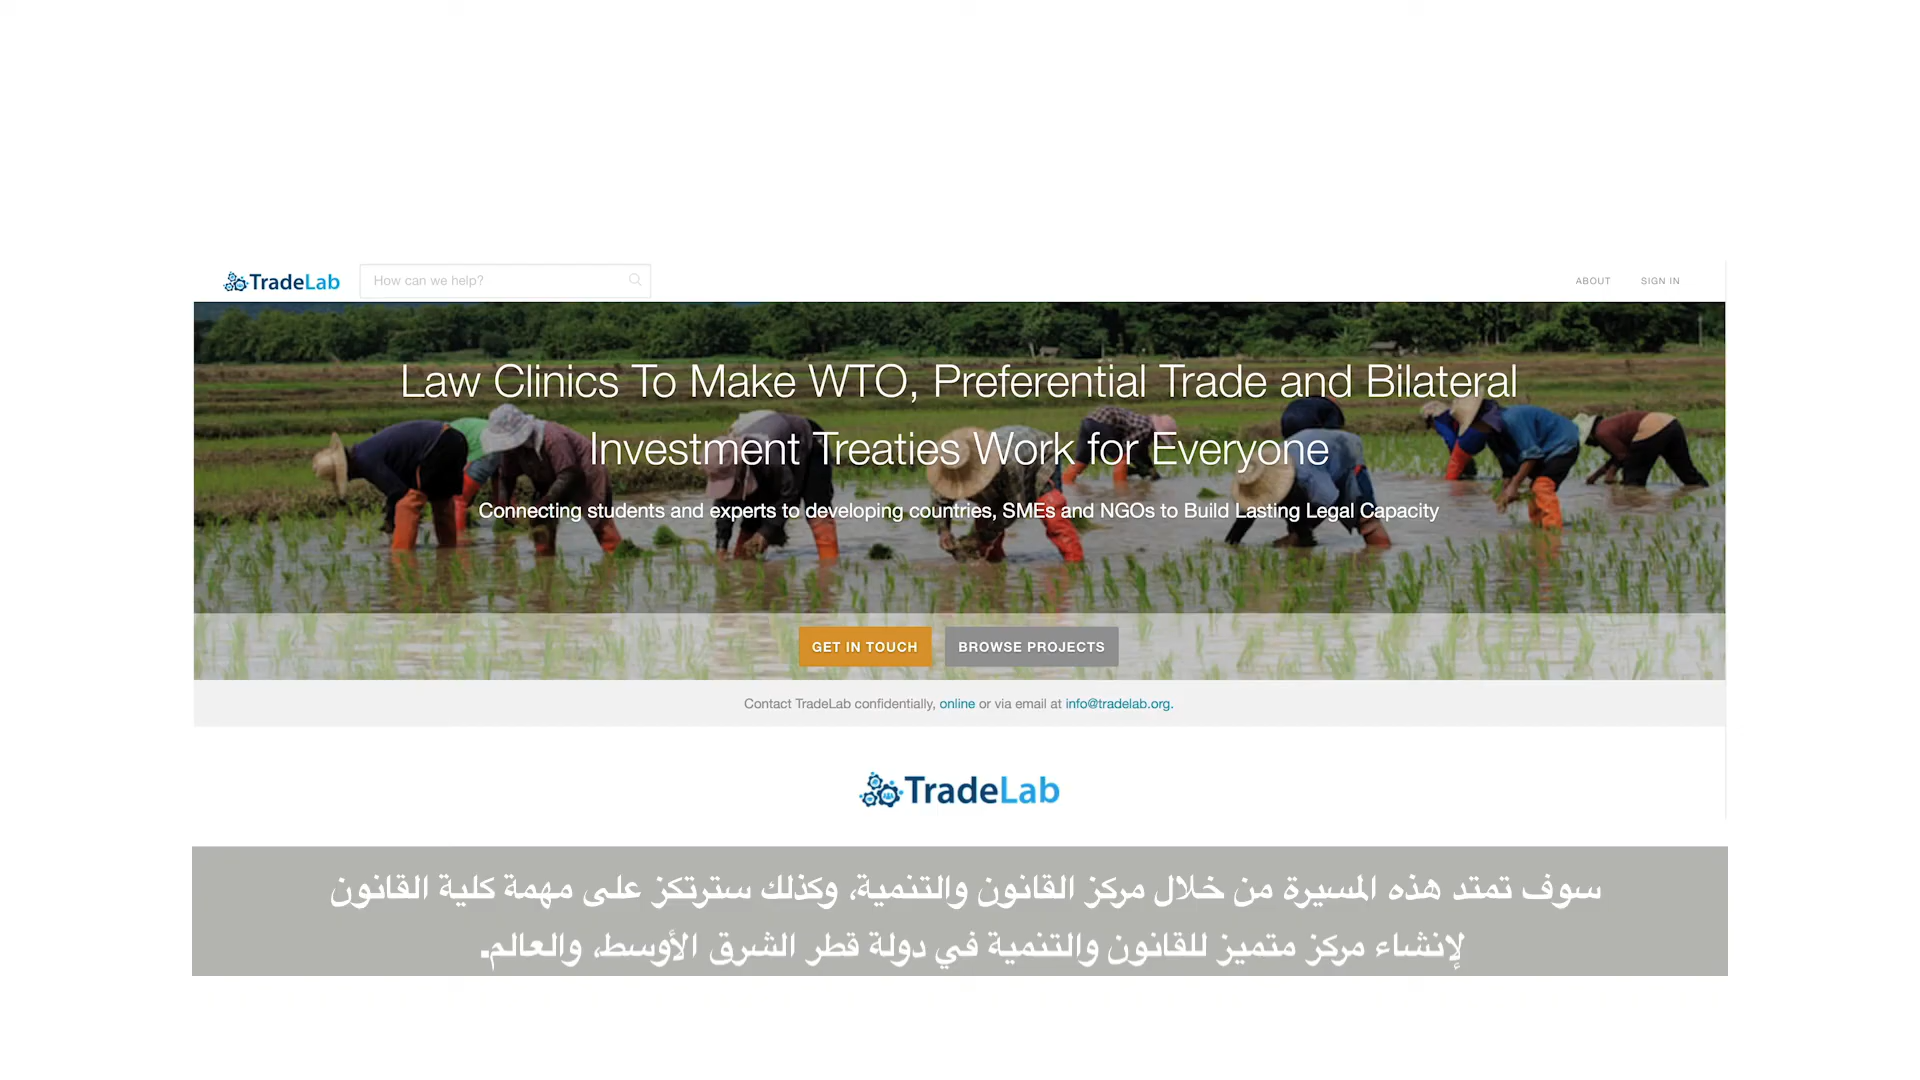 TradeLab
How can we help?
ABOUT
SIGN IN
Law Clinics To Make WTO, Preferential Trade and Bilateral
Investment Treaties Work for Everyone
Connecting students and experts to developing countries, SMEs and NGOs to Build Lasting Legal Capacity
GET IN TOUCH
BROWSE PROJECTS
Contact TradeLab confidentially, online or via email at info@tradelab.org.
TradeLab
سوف تمتد هذه المسيرة من خلال مركز القانون والتنمية، وكذلك سترتكز على مهمة كلية القانون
لإنشاء مركز متميز للقانون والتنمية في دولة قطر الشرق الأوسط، والعالم.